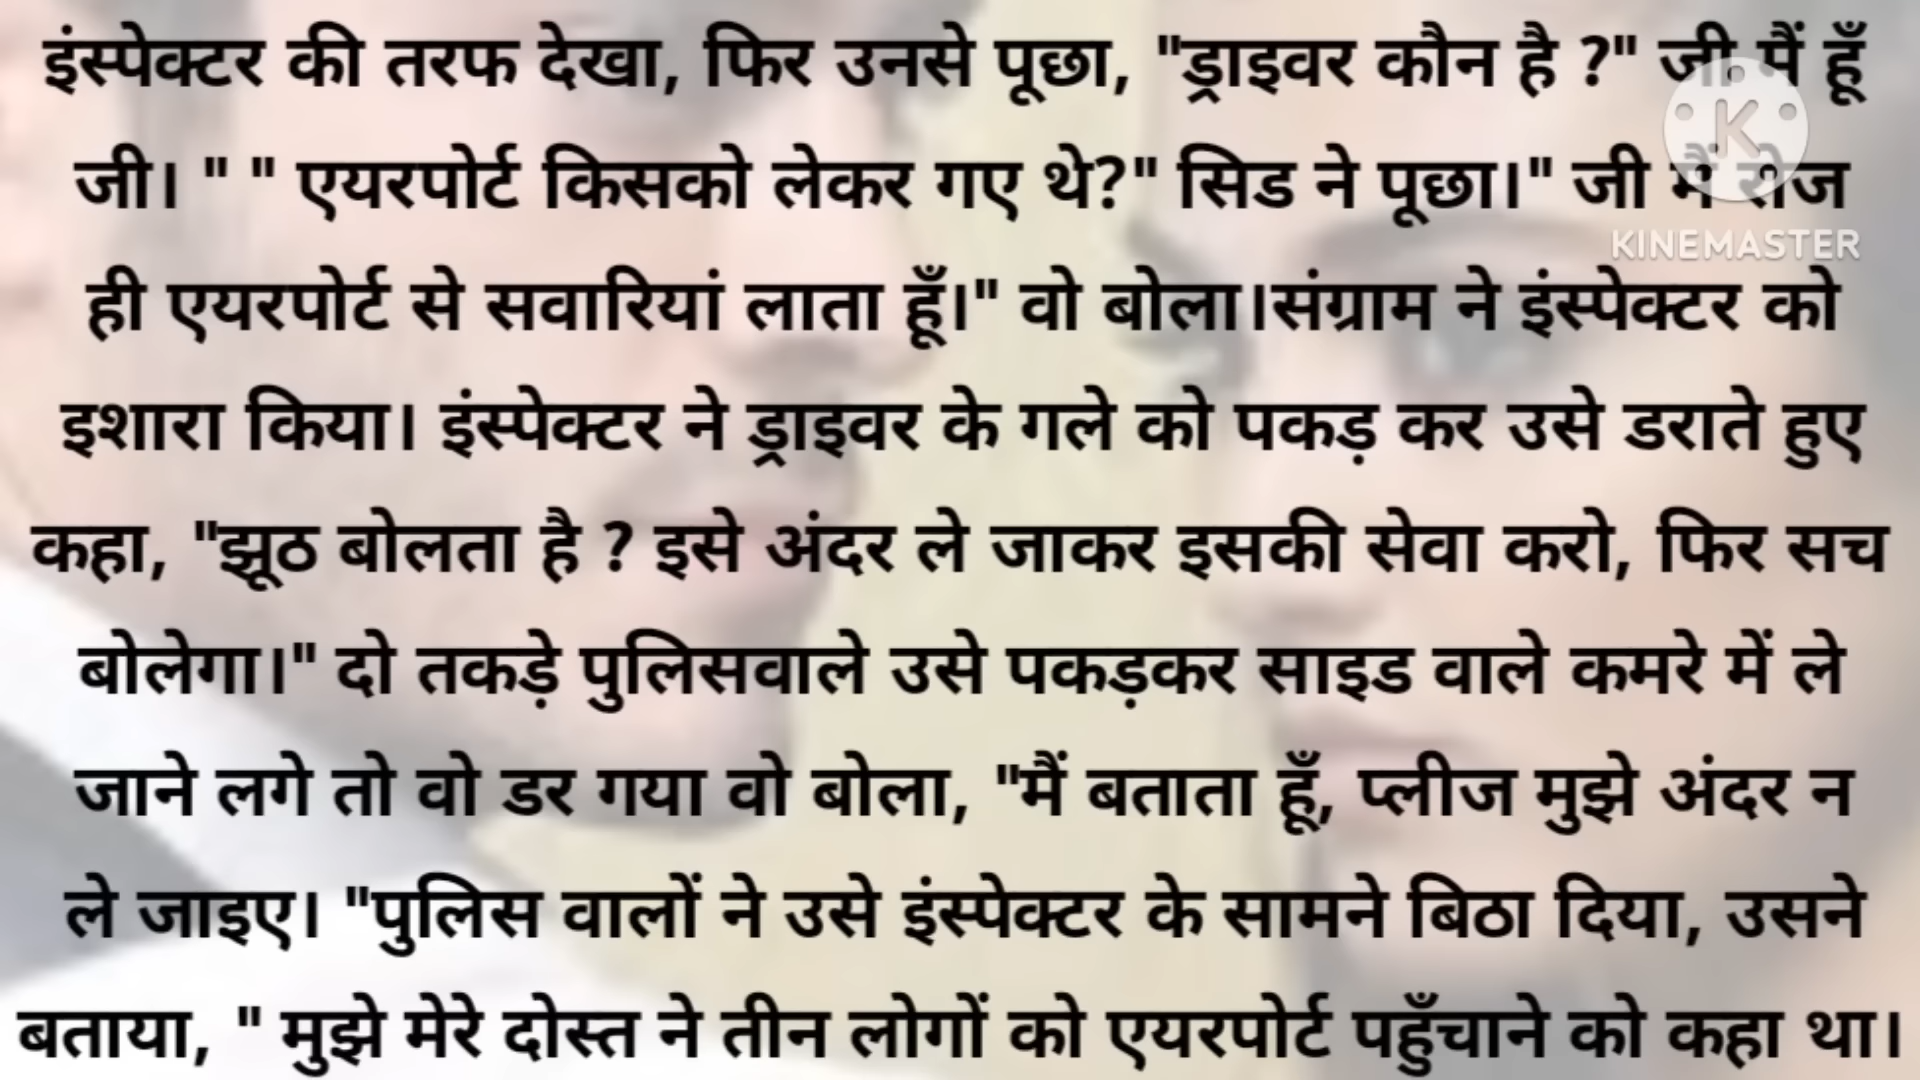 इंस्पेक्टर की तरफ देखा, फिर उनसे पूछा, "ड्राइवर कौन है ?" जी मैं हूँ
जी। " " एयरपोर्ट किसको लेकर गए थे?" सिड ने पूछा।" जी मैं रोज
KINEMASTER
ही एयरपोर्ट से सवारियां लाता हूँ।" वो बोला।संग्राम ने इंस्पेक्टर को
इशारा किया। इंस्पेक्टर ने ड्राइवर के गले को पकड़ कर उसे डराते हुए
कहा, "झूठ बोलता है ? इसे अंदर ले जाकर इसकी सेवा करो, फिर सच
बोलेगा।" दो तकड़े पुलिसवाले उसे पकड़कर साइड वाले कमरे में ले
जाने लगे तो वो डर गया वो बोला, "मैं बताता हूँ, प्लीज मुझे अंदर न
ले जाइए। "पुलिस वालों ने उसे इंस्पेक्टर के सामने बिठा दिया, उसने
बताया, " मुझे मेरे दोस्त ने तीन लोगों को एयरपोर्ट पहुँचाने को कहा था।